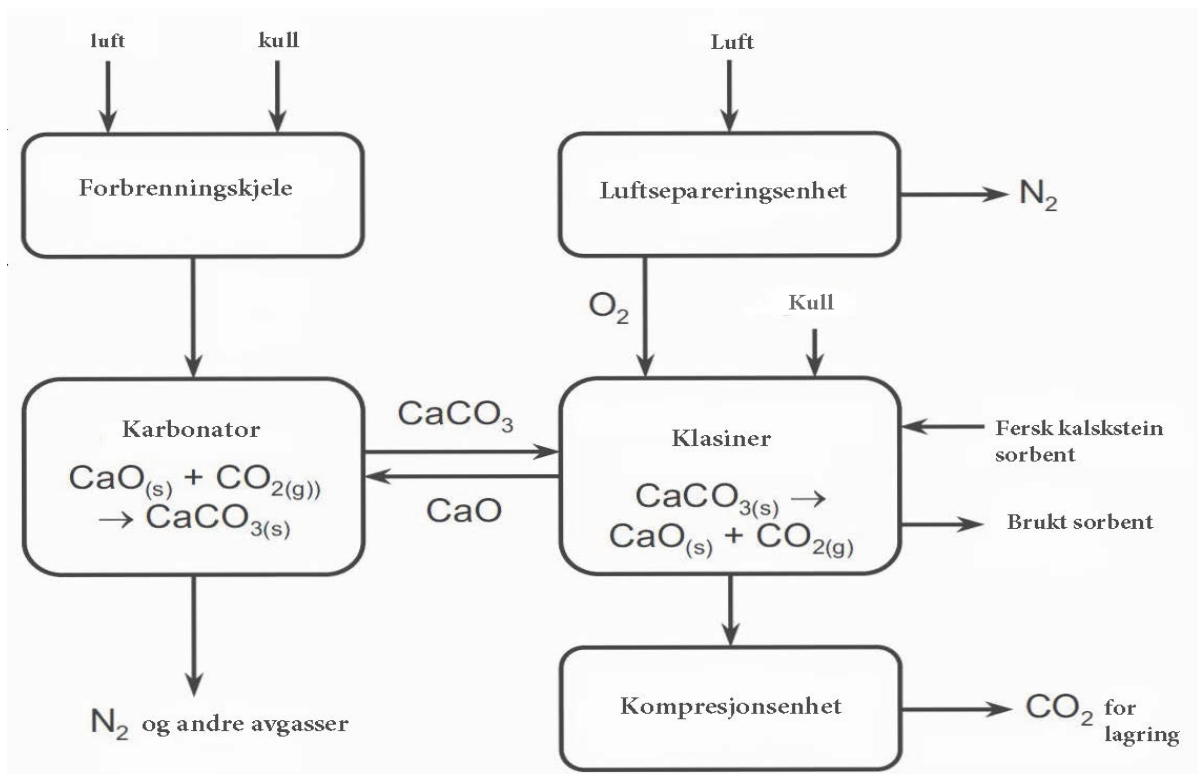 luft
kull
Luft
Forbrenningskjele
Luftsepareringsenhet
N₂
O₂
Kull
Karbonator
CaO(s) + CO₂(g))
→ CaCO₃(s)
CaCO₃
CaO
Klasiner
CaCO₃(s) →
CaO(s) + CO₂(g)
Fersk kalskstein
sorbent
Brukt sorbent
N₂ og andre avgasser
Kompresjonsenhet
CO₂ for
lagring